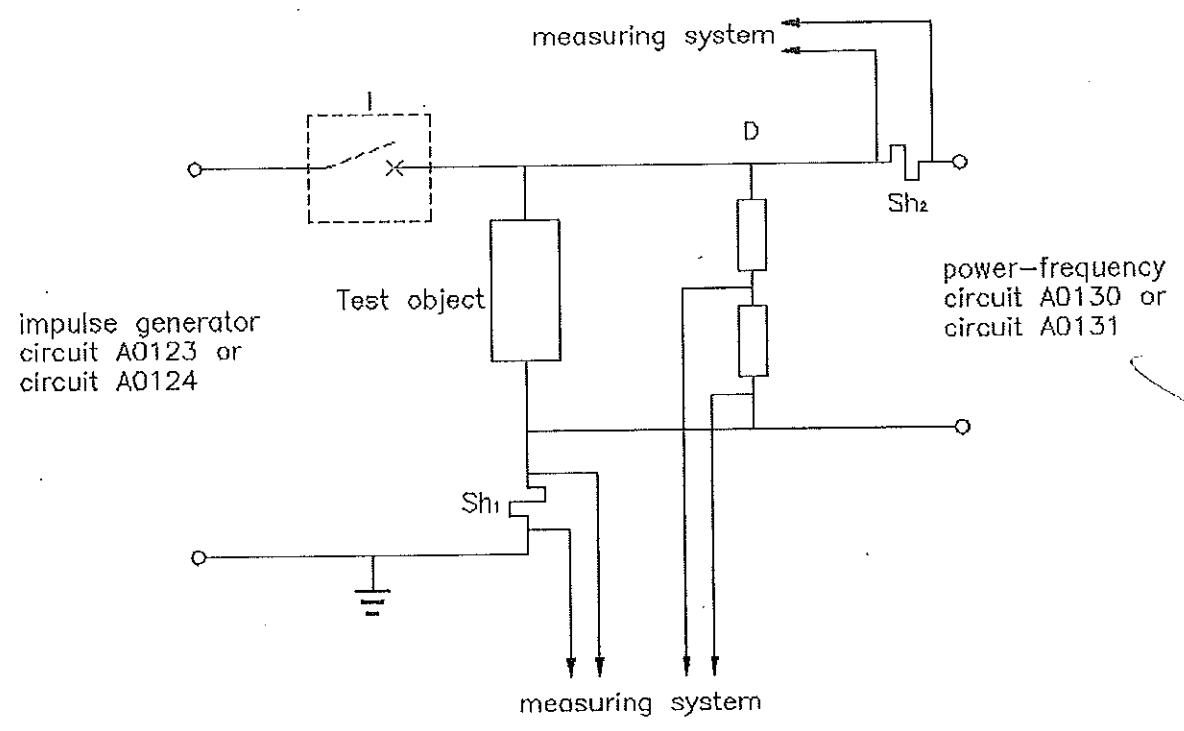 measuring system
I
D
Sh₂
Test object
power-frequency
circuit A0130 or
circuit A0131
impulse generator
circuit A0123 or
circuit A0124
Sh₁
measuring system